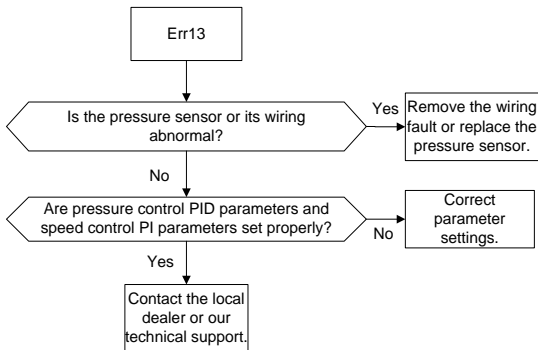 Err13
Is the pressure sensor or its wiring
abnormal?
Yes
Remove the wiring
fault or replace the
pressure sensor.
No
Are pressure control PID parameters and
speed control PI parameters set properly?
No
Correct
parameter
settings.
Yes
Contact the local
dealer or our
technical support.